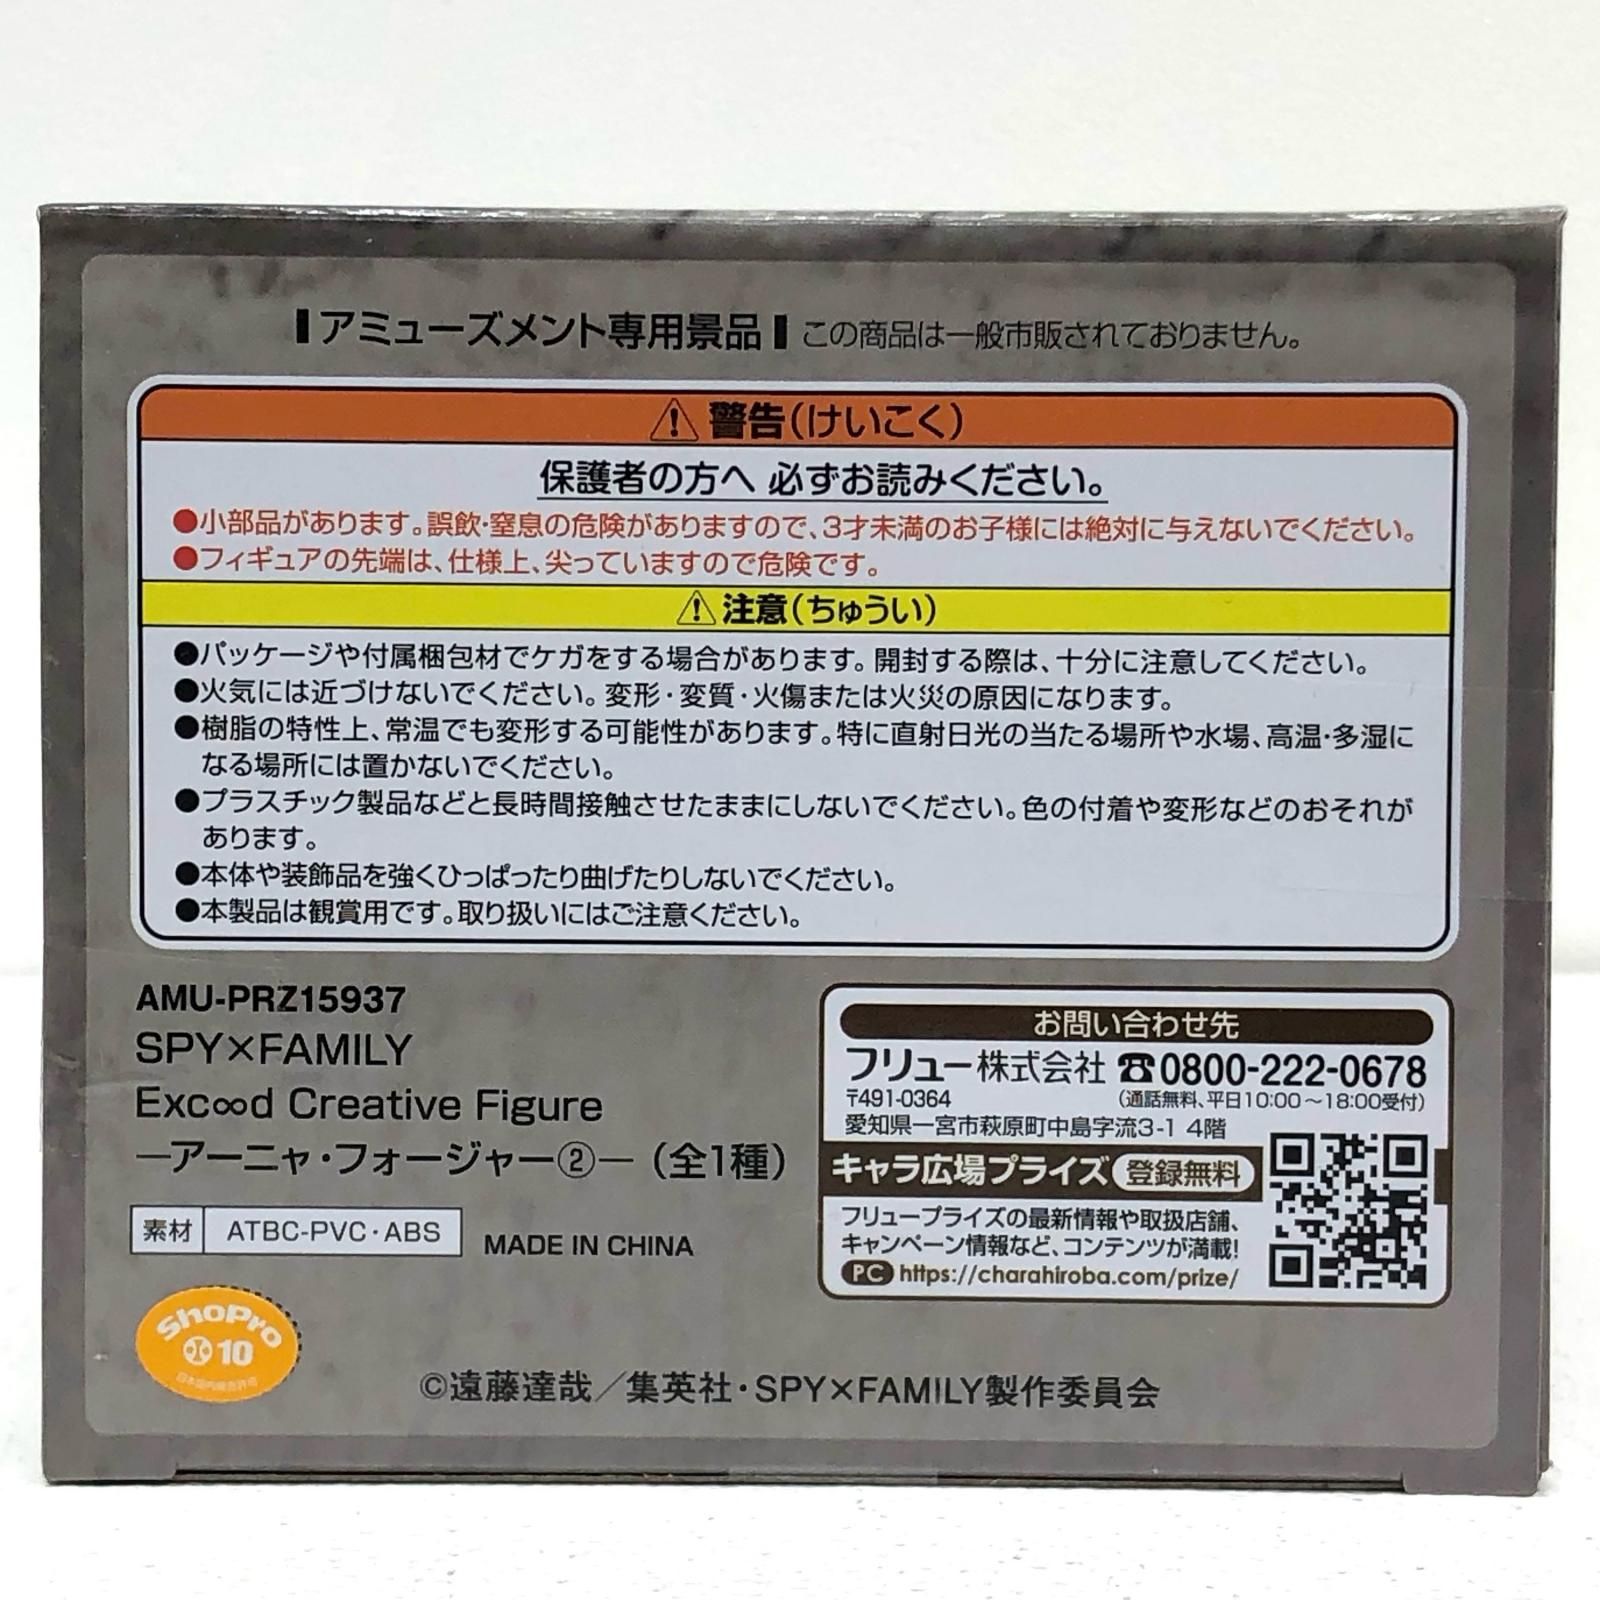 アミューズメント専用景品 この商品は一般市販されておりません。
警告(けいこく)
保護者の方へ 必ずお読みください。
●小部品があります。誤飲・窒息の危険がありますので、3才未満のお子様には絶対に与えないでください。
●フィギュアの先端は、仕様上、尖っていますので危険です。
注意(ちゅうい)
●パッケージや付属梱包材でケガをする場合があります。開封する際は、十分に注意してください。
●火気には近づけないでください。変形・変質・火傷または火災の原因になります。
●樹脂の特性上、常温でも変形する可能性があります。特に直射日光の当たる場所や水場、高温・多湿に
なる場所には置かないでください。
●プラスチック製品などと長時間接触させたままにしないでください。色の付着や変形などのおそれが
あります。
●本体や装飾品を強くひっぱったり曲げたりしないでください。
●本製品は観賞用です。取り扱いにはご注意ください。
AMU-PRZ15937
SPY×FAMILY
Exc∞d Creative Figure
―アーニャ・フォージャー②―(全1種)
素材 ATBC-PVC・ABS
MADE IN CHINA
お問い合わせ先
フリュー株式会社 ☎0800-222-0678
〒491-0364 (通話無料、平日10:00～18:00受付)
愛知県一宮市萩原町中島字流3-1 4階
キャラ広場プライズ 登録無料
フリュープライズの最新情報や取扱店舗、
キャンペーン情報など、コンテンツが満載!
PC https://charahiroba.com/prize/
ShoPro
10
©遠藤達哉／集英社・SPY×FAMILY製作委員会